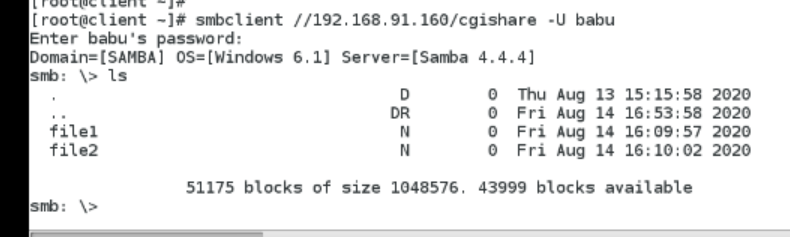 [root@client ~]#
[root@client ~]# smbclient //192.168.91.160/cgishare -U babu
Enter babu's password:
Domain=[SAMBA] OS=[Windows 6.1] Server=[Samba 4.4.4]
smb: \> ls
  .                                   D        0  Thu Aug 13 15:15:58 2020
  ..                                 DR        0  Fri Aug 14 16:53:58 2020
  file1                               N        0  Fri Aug 14 16:09:57 2020
  file2                               N        0  Fri Aug 14 16:10:02 2020
                51175 blocks of size 1048576. 43999 blocks available
smb: \>